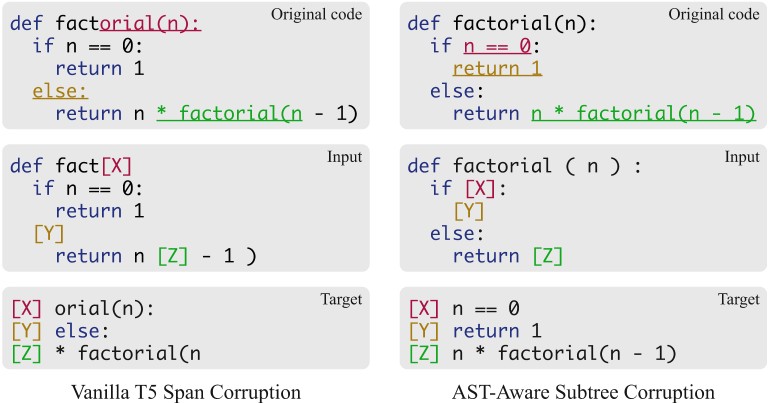 Original code
def factorial(n):
if n == 0:
return 1
else:
return n * factorial(n - 1)
Input
def fact[X]
if n == 0:
return 1
[Y]
return n [Z] - 1 )
Target
[X] orial(n):
[Y] else:
[Z] * factorial(n
Vanilla T5 Span Corruption
Original code
def factorial(n):
if n == 0:
return 1
else:
return n * factorial(n - 1)
Input
def factorial ( n ) :
if [X]:
[Y]
else:
return [Z]
Target
[X] n == 0
[Y] return 1
[Z] n * factorial(n - 1)
AST-Aware Subtree Corruption